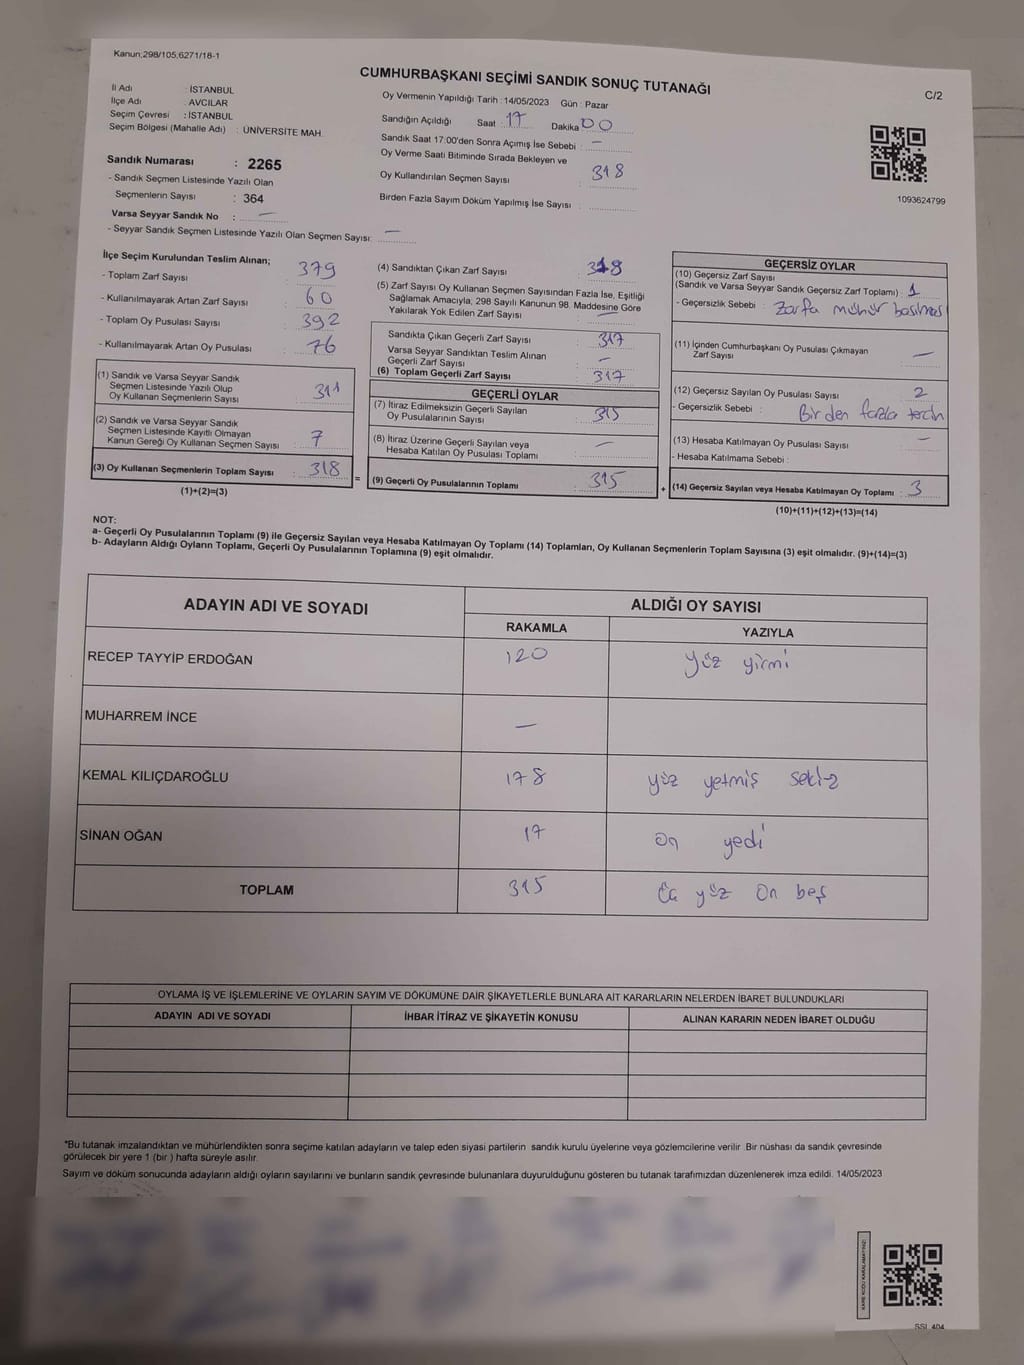 Kanun;298/105;6271/18-1
CUMHURBAŞKANI SEÇİMİ SANDIK SONUÇ TUTANAĞI
C/2
İl Adı : İSTANBUL
İlçe Adı : AVCILAR
Seçim Çevresi : İSTANBUL
Seçim Bölgesi (Mahalle Adı) : ÜNİVERSİTE MAH.
Sandık Numarası : 2265
- Sandık Seçmen Listesinde Yazılı Olan
Seçmenlerin Sayısı : 364
Varsa Seyyar Sandık No : —
- Seyyar Sandık Seçmen Listesinde Yazılı Olan Seçmen Sayısı: —
Oy Vermenin Yapıldığı Tarih : 14/05/2023 Gün : Pazar
Sandığın Açıldığı Saat : 17 Dakika 00
Sandık Saat 17:00'den Sonra Açımış İse Sebebi : —
Oy Verme Saati Bitiminde Sırada Bekleyen ve
Oy Kullandırılan Seçmen Sayısı : 318
Birden Fazla Sayım Döküm Yapılmış İse Sayısı :
1093624799
İlçe Seçim Kurulundan Teslim Alınan;
- Toplam Zarf Sayısı : 379
- Kullanılmayarak Artan Zarf Sayısı : 60
- Toplam Oy Pusulası Sayısı : 392
- Kullanılmayarak Artan Oy Pusulası : 76
(1) Sandık ve Varsa Seyyar Sandık
Seçmen Listesinde Yazılı Olup
Oy Kullanan Seçmenlerin Sayısı : 311
(2) Sandık ve Varsa Seyyar Sandık
Seçmen Listesinde Kayıtlı Olmayan
Kanun Gereği Oy Kullanan Seçmen Sayısı : 7
(3) Oy Kullanan Seçmenlerin Toplam Sayısı : 318
(1)+(2)=(3)
=
(4) Sandıktan Çıkan Zarf Sayısı : 318
(5) Zarf Sayısı Oy Kullanan Seçmen Sayısından Fazla İse, Eşitliği
Sağlamak Amacıyla; 298 Sayılı Kanunun 98. Maddesine Göre
Yakılarak Yok Edilen Zarf Sayısı : —
Sandıkta Çıkan Geçerli Zarf Sayısı : 317
Varsa Seyyar Sandıktan Teslim Alınan
Geçerli Zarf Sayısı : —
(6) Toplam Geçerli Zarf Sayısı : 317
GEÇERLİ OYLAR
(7) İtiraz Edilmeksizin Geçerli Sayılan
Oy Pusulalarının Sayısı : 315
(8) İtiraz Üzerine Geçerli Sayılan veya
Hesaba Katılan Oy Pusulası Toplamı : —
(9) Geçerli Oy Pusulalarının Toplamı : 315
+
GEÇERSİZ OYLAR
(10) Geçersiz Zarf Sayısı
(Sandık ve Varsa Seyyar Sandık Geçersiz Zarf Toplamı) : 1
- Geçersizlik Sebebi : Zarfa mühür basılması
(11) İçinden Cumhurbaşkanı Oy Pusulası Çıkmayan
Zarf Sayısı : —
(12) Geçersiz Sayılan Oy Pusulası Sayısı : 2
- Geçersizlik Sebebi : Birden fazla tercih
(13) Hesaba Katılmayan Oy Pusulası Sayısı : —
- Hesaba Katılmama Sebebi :
(14) Geçersiz Sayılan veya Hesaba Katılmayan Oy Toplamı : 3
(10)+(11)+(12)+(13)=(14)
NOT:
a- Geçerli Oy Pusulalarının Toplamı (9) ile Geçersiz Sayılan veya Hesaba Katılmayan Oy Toplamı (14) Toplamları, Oy Kullanan Seçmenlerin Toplam Sayısına (3) eşit olmalıdır. (9)+(14)=(3)
b- Adayların Aldığı Oyların Toplamı, Geçerli Oy Pusulalarının Toplamına (9) eşit olmalıdır.
ADAYIN ADI VE SOYADI ALDIĞI OY SAYISI
RAKAMLA YAZIYLA
RECEP TAYYİP ERDOĞAN 120 yüz yirmi
MUHARREM İNCE —
KEMAL KILIÇDAROĞLU 178 yüz yetmiş sekiz
SİNAN OĞAN 17 on yedi
TOPLAM 315 üç yüz on beş
OYLAMA İŞ VE İŞLEMLERİNE VE OYLARIN SAYIM VE DÖKÜMÜNE DAİR ŞİKAYETLERLE BUNLARA AİT KARARLARIN NELERDEN İBARET BULUNDUKLARI
ADAYIN ADI VE SOYADI İHBAR İTİRAZ VE ŞİKAYETİN KONUSU ALINAN KARARIN NEDEN İBARET OLDUĞU
*Bu tutanak imzalandıktan ve mühürlendikten sonra seçime katılan adayların ve talep eden siyasi partilerin sandık kurulu üyelerine veya gözlemcilerine verilir. Bir nüshası da sandık çevresinde
görülecek bir yere 1 (bir ) hafta süreyle asılır.
Sayım ve döküm sonucunda adayların aldığı oyların sayılarını ve bunların sandık çevresinde bulunanlara duyurulduğunu gösteren bu tutanak tarafımızdan düzenlenerek imza edildi. 14/05/2023
KARE KODU KARALAMAYINIZ!
SSL 404